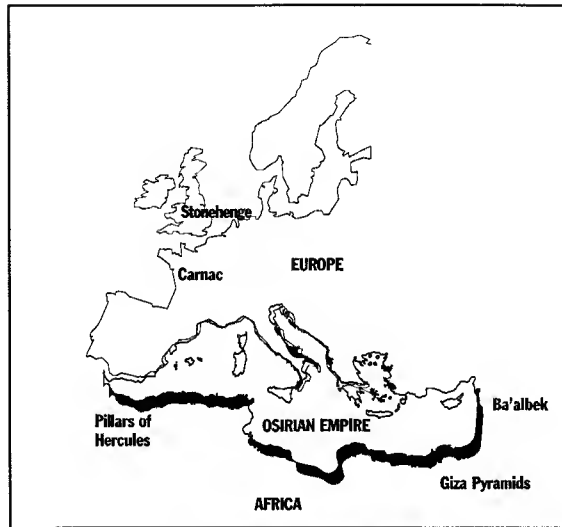 Stonehenge
Carnac
EUROPE
Pillars of
Hercules
OSIRIAN EMPIRE
Ba'albek
Giza Pyramids
AFRICA